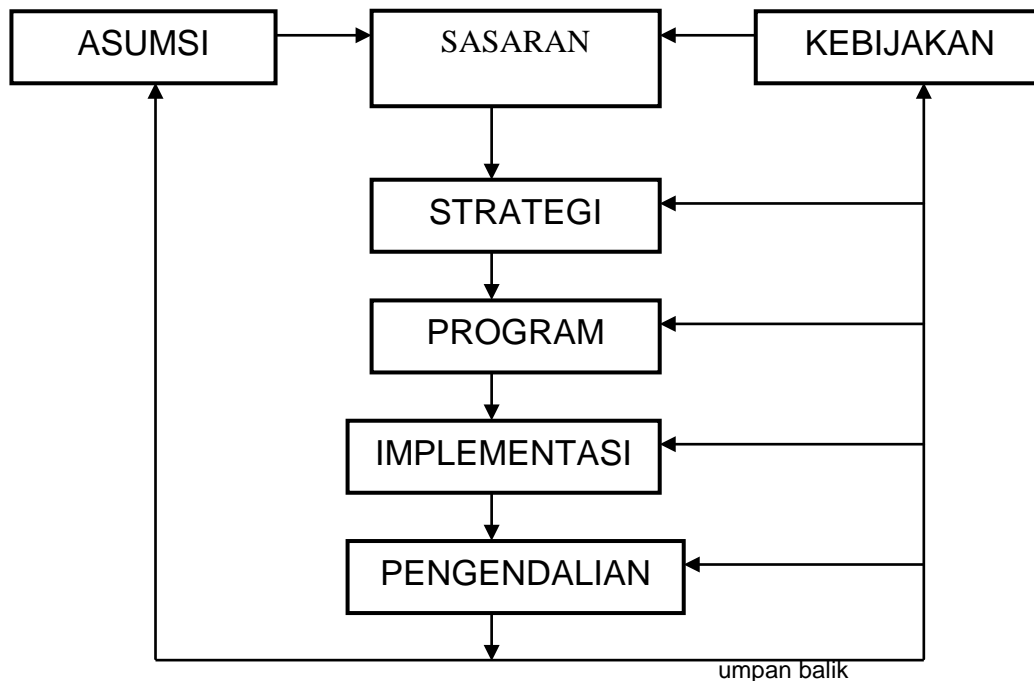 ASUMSI
SASARAN
KEBIJAKAN
STRATEGI
PROGRAM
IMPLEMENTASI
PENGENDALIAN
umpan balik